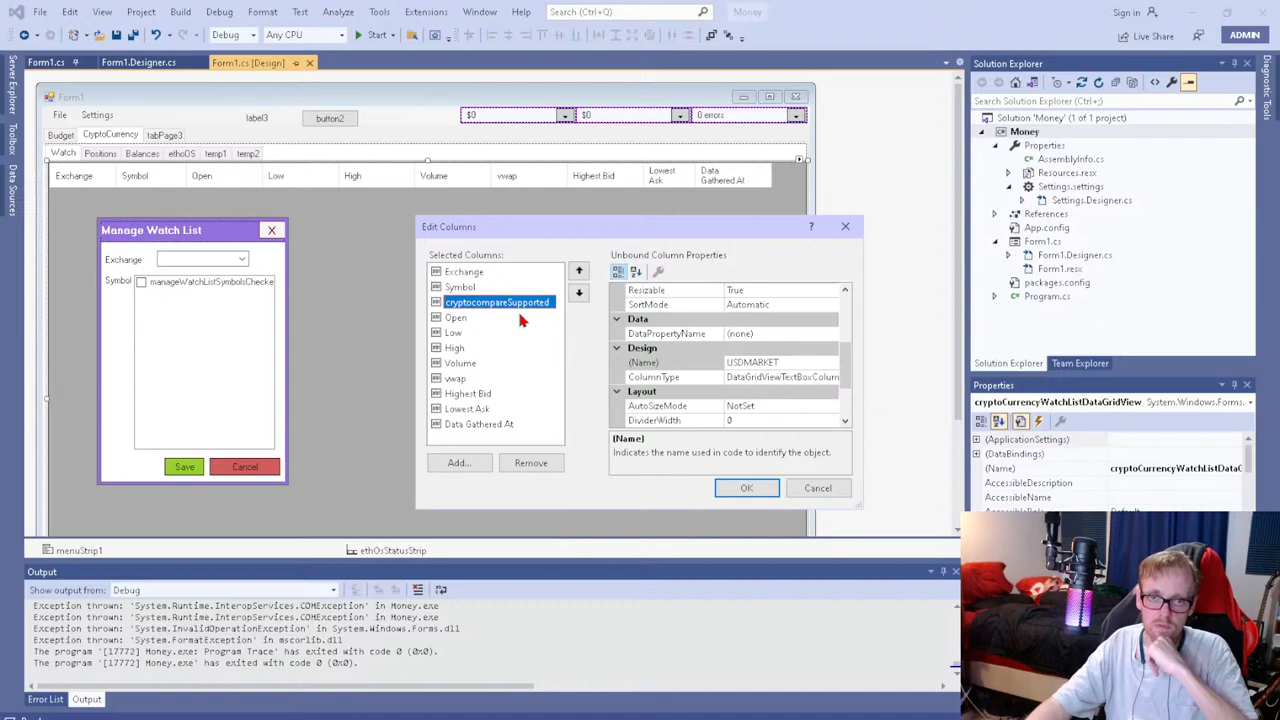 File Edit View Project Build Debug Format Test Analyze Tools Extensions Window Help Search (Ctrl+Q) Money Sign in
Debug Any CPU Start Live Share ADMIN
Server Explorer
Toolbox
Data Sources
Form1.cs Form1.Designer.cs Form1.cs [Design]
Form1
File Settings label3 button2 $0 $0 0 errors
Budget CryptoCurrency tabPage3
Watch Positions Balances ethoOS temp1 temp2
Exchange Symbol Open Low High Volume vwap Highest Bid Lowest Ask Data Gathered At
Manage Watch List X
Exchange
Symbol manageWatchListSymbolsChecke
Save Cancel
Edit Columns ?
Selected Columns:
Exchange
Symbol
cryptocompareSupported
Open
Low
High
Volume
vwap
Highest Bid
Lowest Ask
Data Gathered At
Add... Remove
Unbound Column Properties
Resizable True
SortMode Automatic
Data
DataPropertyName (none)
Design
(Name) USDMARKET
ColumnType DataGridViewTextBoxColum
Layout
AutoSizeMode NotSet
DividerWidth 0
(Name)
Indicates the name used in code to identify the object.
OK Cancel
menuStrip1 ethOsStatusStrip
Output
Show output from: Debug
Exception thrown: 'System.Runtime.InteropServices.COMException' in Money.exe
Exception thrown: 'System.Runtime.InteropServices.COMException' in Money.exe
Exception thrown: 'System.InvalidOperationException' in System.Windows.Forms.dll
Exception thrown: 'System.FormatException' in mscorlib.dll
The program '[17772] Money.exe: Program Trace' has exited with code 0 (0x0).
The program '[17772] Money.exe' has exited with code 0 (0x0).
Error List Output
Solution Explorer
Search Solution Explorer (Ctrl+;)
Solution 'Money' (1 of 1 project)
Money
Properties
AssemblyInfo.cs
Resources.resx
Settings.settings
Settings.Designer.cs
References
App.config
Form1.cs
Form1.Designer.cs
Form1.resx
packages.config
Program.cs
Solution Explorer Team Explorer
Properties
cryptoCurrencyWatchListDataGridView System.Windows.Forms.
(ApplicationSettings)
(DataBindings)
(Name) cryptoCurrencyWatchListDataG
AccessibleDescription
AccessibleName
Diagnostic Tools